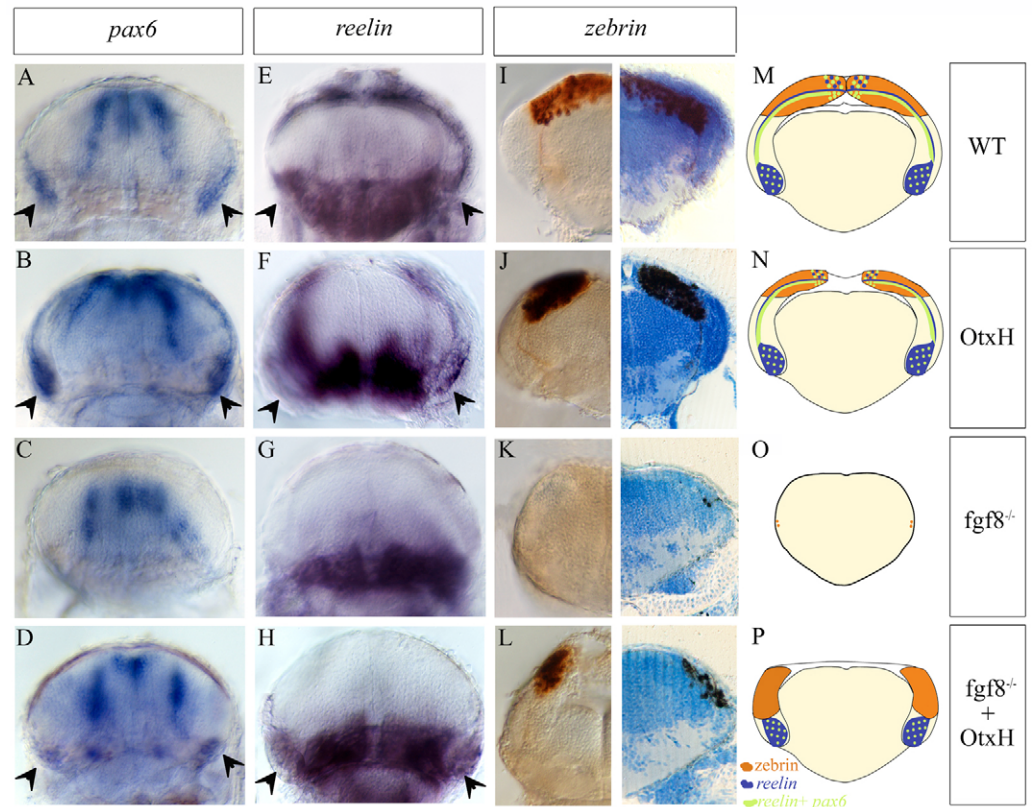 pax6
reelin
zebrin
A
E
I
M
WT
B
F
J
N
OtxH
C
G
K
O
fgf8-/-
D
H
L
P
fgf8-/-
+
OtxH
zebrin
reelin
reelin+ pax6